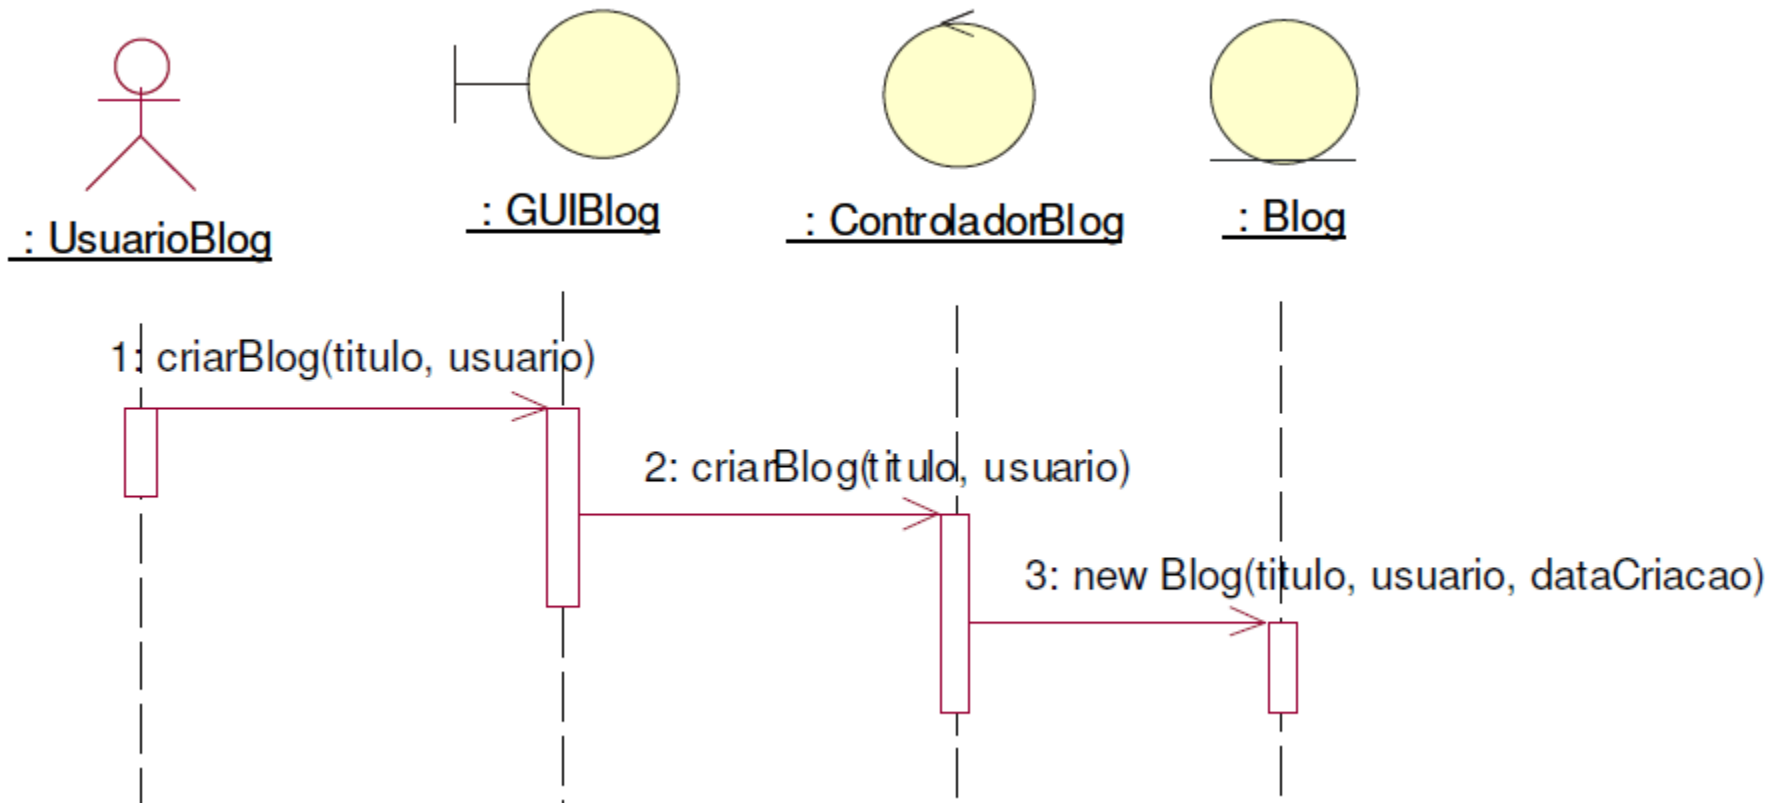 : UsuarioBlog
: GUIBlog
: ControladorBlog
: Blog
1: criarBlog(titulo, usuario)
2: criarBlog(titulo, usuario)
3: new Blog(titulo, usuario, dataCriacao)